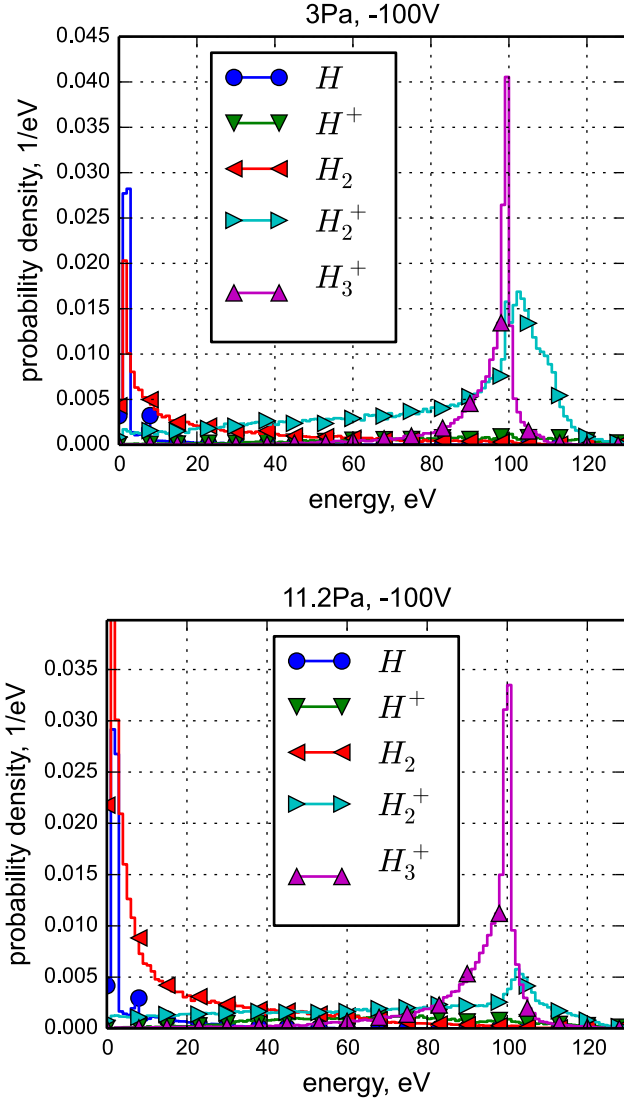 3Pa, -100V
0.045
0.040
0.035
0.030
0.025
0.020
0.015
0.010
0.005
0.000
probability density, 1/eV
H
H⁺
H₂
H₂⁺
H₃⁺
0 20 40 60 80 100 120
energy, eV
11.2Pa, -100V
0.035
0.030
0.025
0.020
0.015
0.010
0.005
0.000
probability density, 1/eV
H
H⁺
H₂
H₂⁺
H₃⁺
0 20 40 60 80 100 120
energy, eV